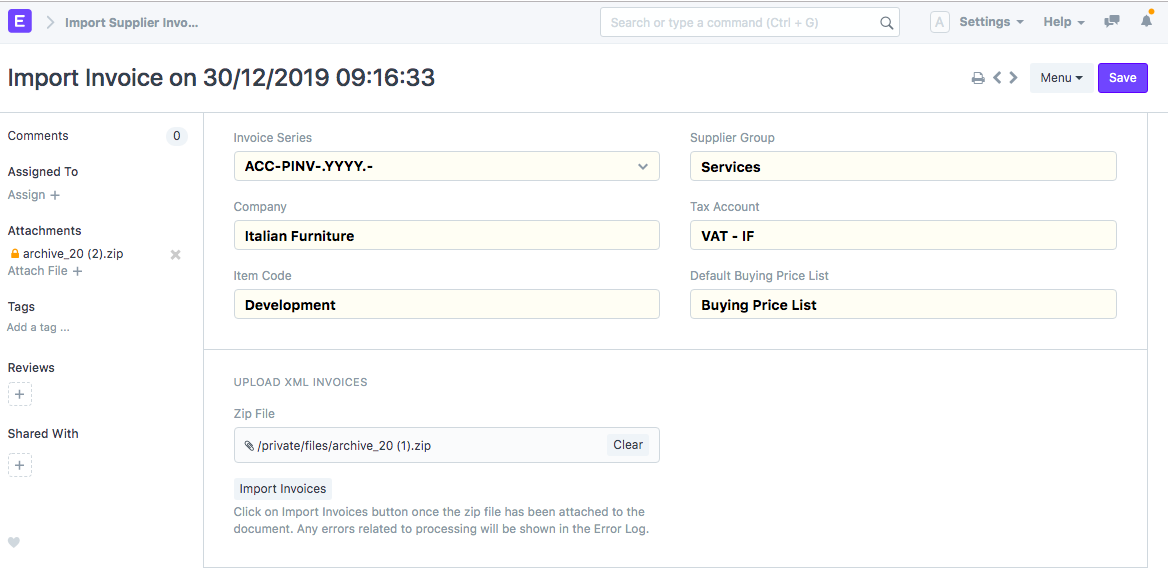 E Import Supplier Invo... Search or type a command (Ctrl + G) A Settings Help
Import Invoice on 30/12/2019 09:16:33 Menu Save
Comments 0
Assigned To
Assign +
Attachments
archive_20 (2).zip
Attach File +
Tags
Add a tag ...
Reviews
+
Shared With
+
Invoice Series
ACC-PINV-.YYYY.-
Company
Italian Furniture
Item Code
Development
Supplier Group
Services
Tax Account
VAT - IF
Default Buying Price List
Buying Price List
UPLOAD XML INVOICES
Zip File
/private/files/archive_20 (1).zip Clear
Import Invoices
Click on Import Invoices button once the zip file has been attached to the
document. Any errors related to processing will be shown in the Error Log.